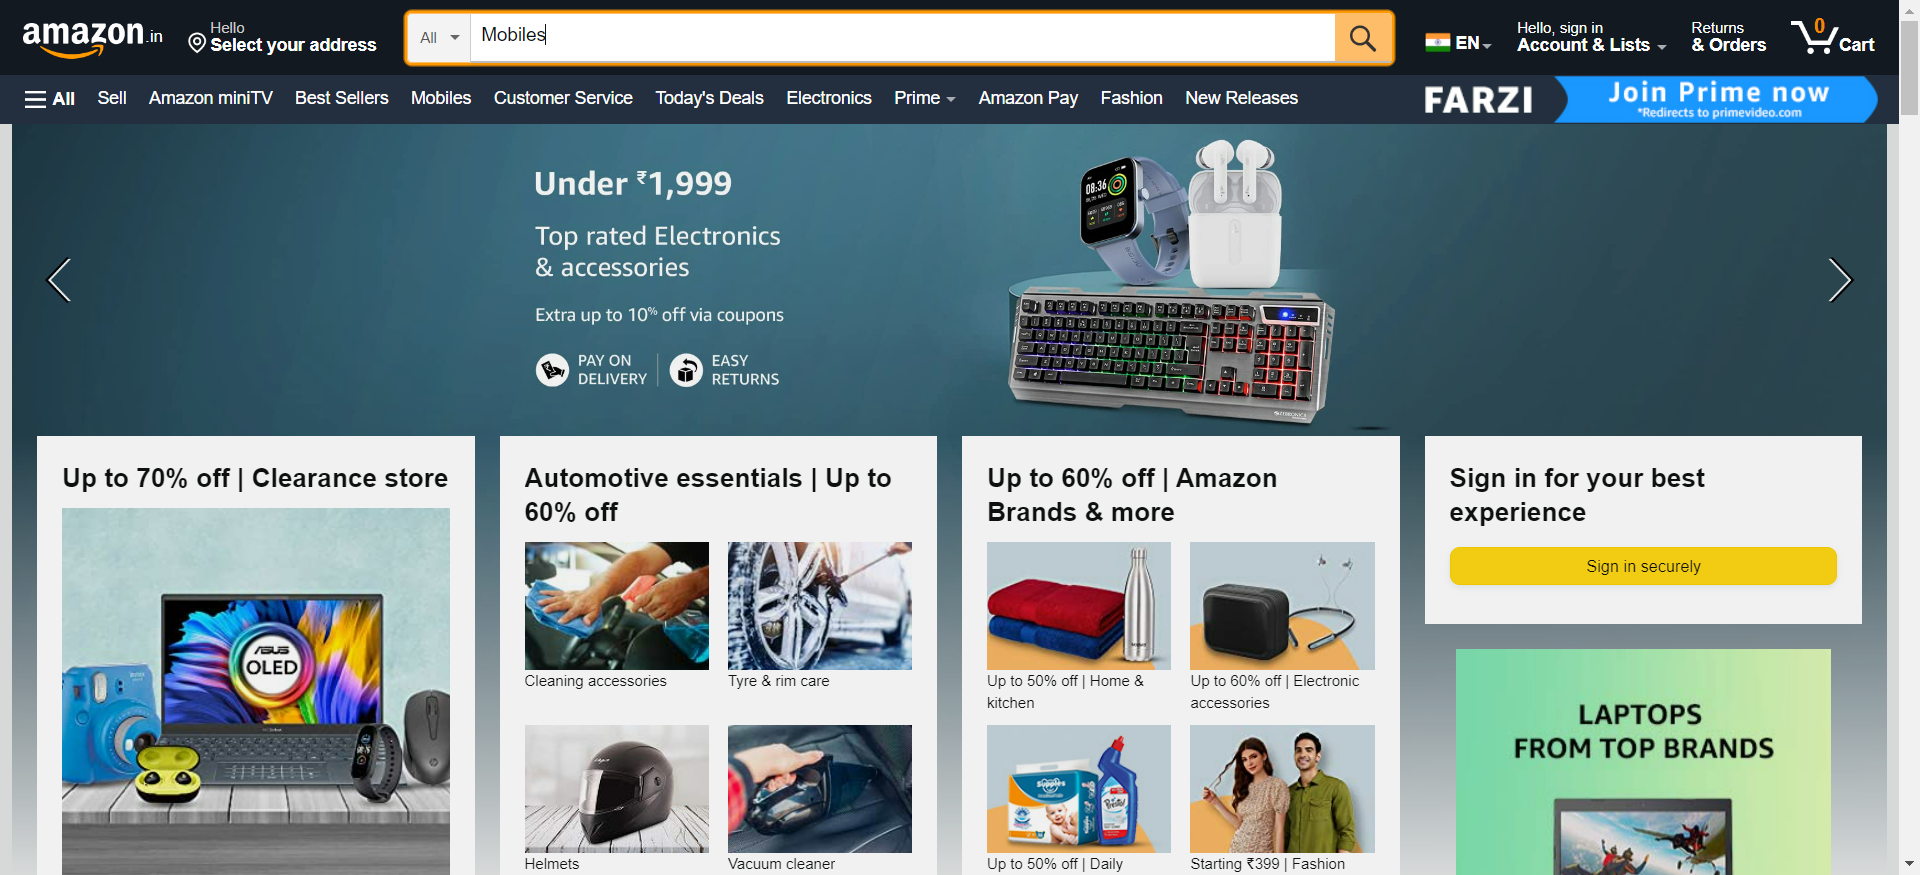 amazon.in
Hello
Select your address
All
Mobiles
EN
Hello, sign in
Account & Lists
Returns
& Orders
0
Cart
All
Sell
Amazon miniTV
Best Sellers
Mobiles
Customer Service
Today's Deals
Electronics
Prime
Amazon Pay
Fashion
New Releases
FARZI
Join Prime now
*Redirects to primevideo.com
Under ₹1,999
Top rated Electronics
& accessories
Extra up to 10% off via coupons
PAY ON
DELIVERY
EASY
RETURNS
08:36
Up to 70% off | Clearance store
ASUS
OLED
Automotive essentials | Up to
60% off
Cleaning accessories
Tyre & rim care
Helmets
Vacuum cleaner
Up to 60% off | Amazon
Brands & more
Up to 50% off | Home &
kitchen
Up to 60% off | Electronic
accessories
Supples
Presto!
Up to 50% off | Daily
Starting ₹399 | Fashion
Sign in for your best
experience
Sign in securely
LAPTOPS
FROM TOP BRANDS